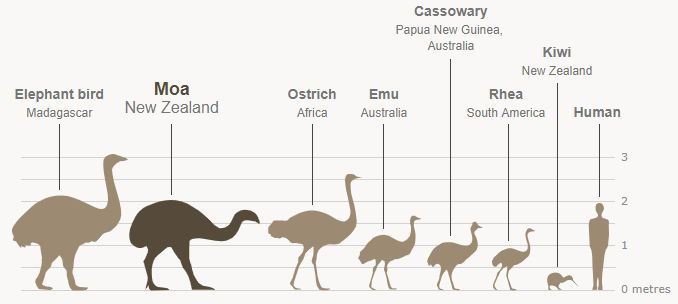 Cassowary
Papua New Guinea,
Australia
Kiwi
New Zealand
Elephant bird
Madagascar
Moa
New Zealand
Ostrich
Africa
Emu
Australia
Rhea
South America
Human
3
2
1
0 metres